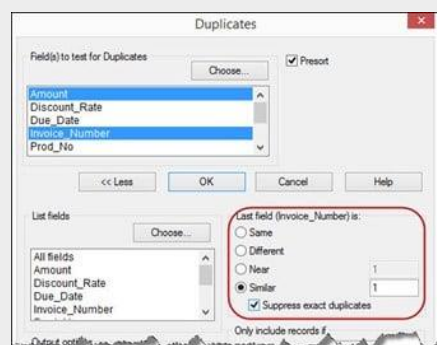 Duplicates
Field(s) to test for Duplicates
Choose...
Presort
Amount
Discount_Rate
Due_Date
Invoice_Number
Prod_No
<< Less
OK
Cancel
Help
List fields
Choose...
Last field (Invoice_Number) is:
Same
Different
Near
1
Similar
1
Suppress exact duplicates
All fields
Amount
Discount_Rate
Due_Date
Invoice_Number
Output options
Only include records if